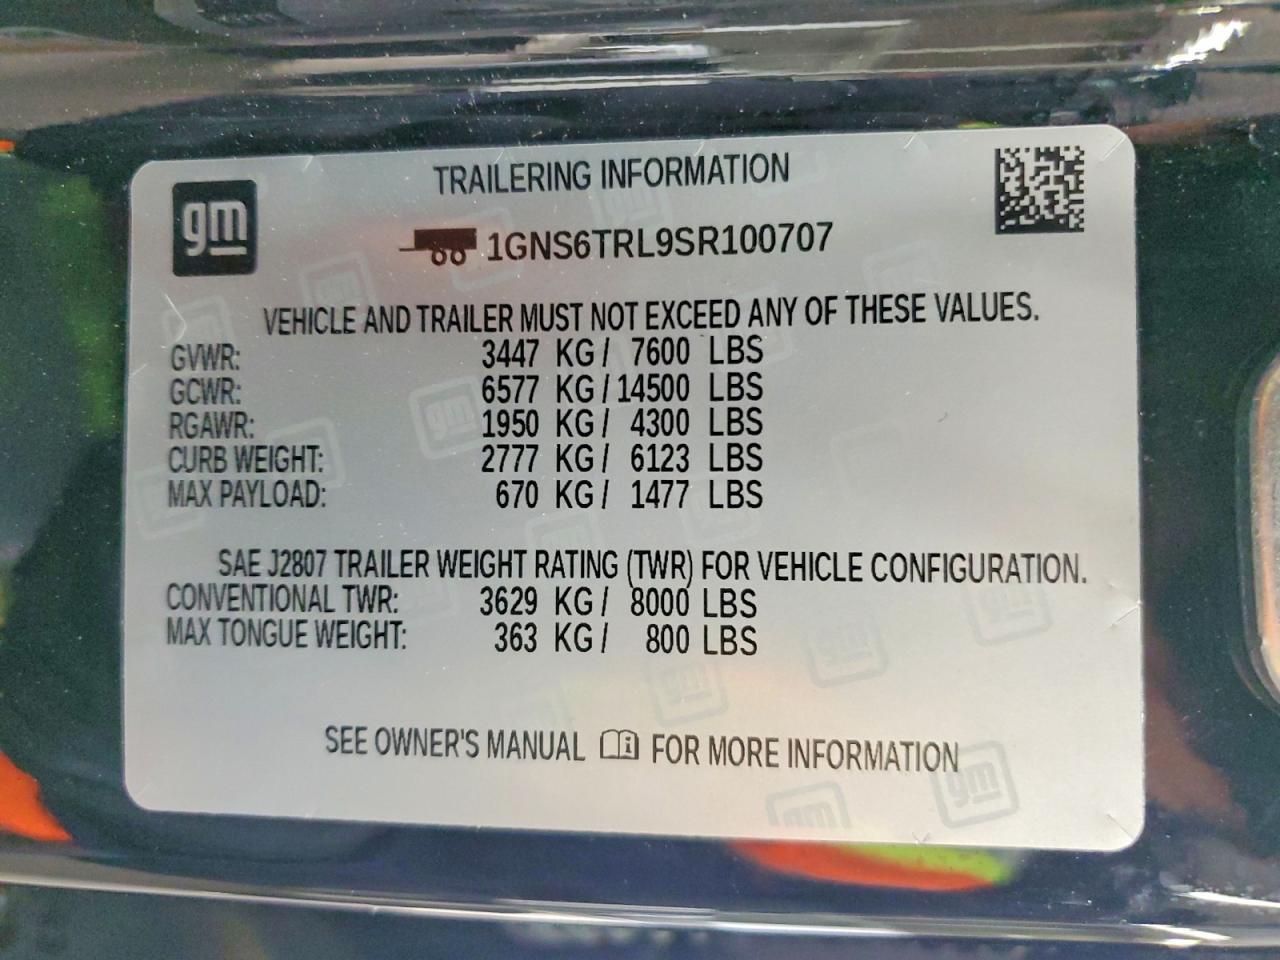 gm
TRAILERING INFORMATION
1GNS6TRL9SR100707
VEHICLE AND TRAILER MUST NOT EXCEED ANY OF THESE VALUES.
GVWR: 3447 KG / 7600 LBS
GCWR: 6577 KG / 14500 LBS
RGAWR: 1950 KG / 4300 LBS
CURB WEIGHT: 2777 KG / 6123 LBS
MAX PAYLOAD: 670 KG / 1477 LBS
SAE J2807 TRAILER WEIGHT RATING (TWR) FOR VEHICLE CONFIGURATION.
CONVENTIONAL TWR: 3629 KG / 8000 LBS
MAX TONGUE WEIGHT: 363 KG / 800 LBS
SEE OWNER'S MANUAL i FOR MORE INFORMATION